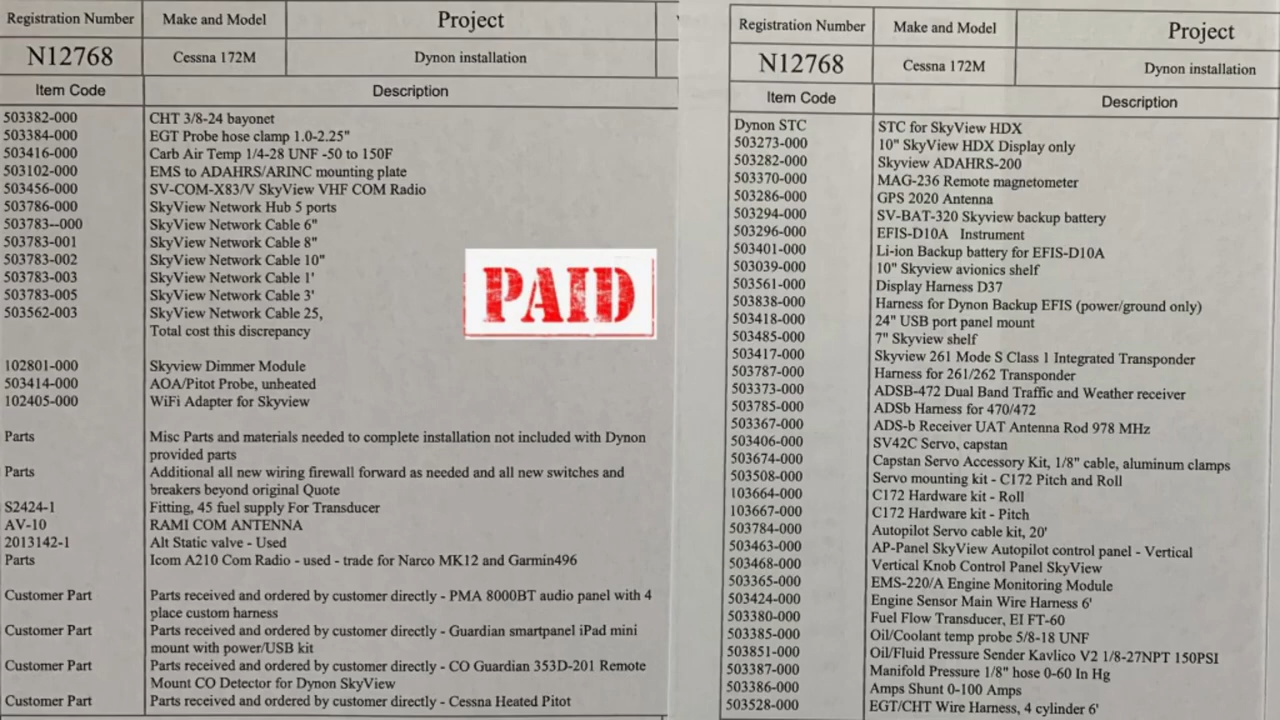 Registration Number Make and Model Project
N12768 Cessna 172M Dynon installation
Item Code Description
503382-000 CHT 3/8-24 bayonet
503384-000 EGT Probe hose clamp 1.0-2.25"
503416-000 Carb Air Temp 1/4-28 UNF -50 to 150F
503102-000 EMS to ADAHRS/ARINC mounting plate
503456-000 SV-COM-X83/V SkyView VHF COM Radio
503786-000 SkyView Network Hub 5 ports
503783--000 SkyView Network Cable 6"
503783-001 SkyView Network Cable 8"
503783-002 SkyView Network Cable 10"
503783-003 SkyView Network Cable 1'
503783-005 SkyView Network Cable 3'
503562-003 SkyView Network Cable 25,
Total cost this discrepancy
PAID
102801-000 Skyview Dimmer Module
503414-000 AOA/Pitot Probe, unheated
102405-000 WiFi Adapter for Skyview
Parts Misc Parts and materials needed to complete installation not included with Dynon
provided parts
Parts Additional all new wiring firewall forward as needed and all new switches and
breakers beyond original Quote
S2424-1 Fitting, 45 fuel supply For Transducer
AV-10 RAMI COM ANTENNA
2013142-1 Alt Static valve - Used
Parts Icom A210 Com Radio - used - trade for Narco MK12 and Garmin496
Customer Part Parts received and ordered by customer directly - PMA 8000BT audio panel with 4
place custom harness
Customer Part Parts received and ordered by customer directly - Guardian smartpanel iPad mini
mount with power/USB kit
Customer Part Parts received and ordered by customer directly - CO Guardian 353D-201 Remote
Mount CO Detector for Dynon SkyView
Customer Part Parts received and ordered by customer directly - Cessna Heated Pitot
Registration Number Make and Model Project
N12768 Cessna 172M Dynon installation
Item Code Description
Dynon STC STC for SkyView HDX
503273-000 10" SkyView HDX Display only
503282-000 Skyview ADAHRS-200
503370-000 MAG-236 Remote magnetometer
503286-000 GPS 2020 Antenna
503294-000 SV-BAT-320 Skyview backup battery
503296-000 EFIS-D10A Instrument
503401-000 Li-ion Backup battery for EFIS-D10A
503039-000 10" Skyview avionics shelf
503561-000 Display Harness D37
503838-000 Harness for Dynon Backup EFIS (power/ground only)
503418-000 24" USB port panel mount
503485-000 7" Skyview shelf
503417-000 Skyview 261 Mode S Class 1 Integrated Transponder
503787-000 Harness for 261/262 Transponder
503373-000 ADSB-472 Dual Band Traffic and Weather receiver
503785-000 ADSb Harness for 470/472
503367-000 ADS-b Receiver UAT Antenna Rod 978 MHz
503406-000 SV42C Servo, capstan
503674-000 Capstan Servo Accessory Kit, 1/8" cable, aluminum clamps
503508-000 Servo mounting kit - C172 Pitch and Roll
103664-000 C172 Hardware kit - Roll
103667-000 C172 Hardware kit - Pitch
503784-000 Autopilot Servo cable kit, 20'
503463-000 AP-Panel SkyView Autopilot control panel - Vertical
503468-000 Vertical Knob Control Panel SkyView
503365-000 EMS-220/A Engine Monitoring Module
503424-000 Engine Sensor Main Wire Harness 6'
503380-000 Fuel Flow Transducer, EI FT-60
503385-000 Oil/Coolant temp probe 5/8-18 UNF
503851-000 Oil/Fluid Pressure Sender Kavlico V2 1/8-27NPT 150PSI
503387-000 Manifold Pressure 1/8" hose 0-60 In Hg
503386-000 Amps Shunt 0-100 Amps
503528-000 EGT/CHT Wire Harness, 4 cylinder 6'